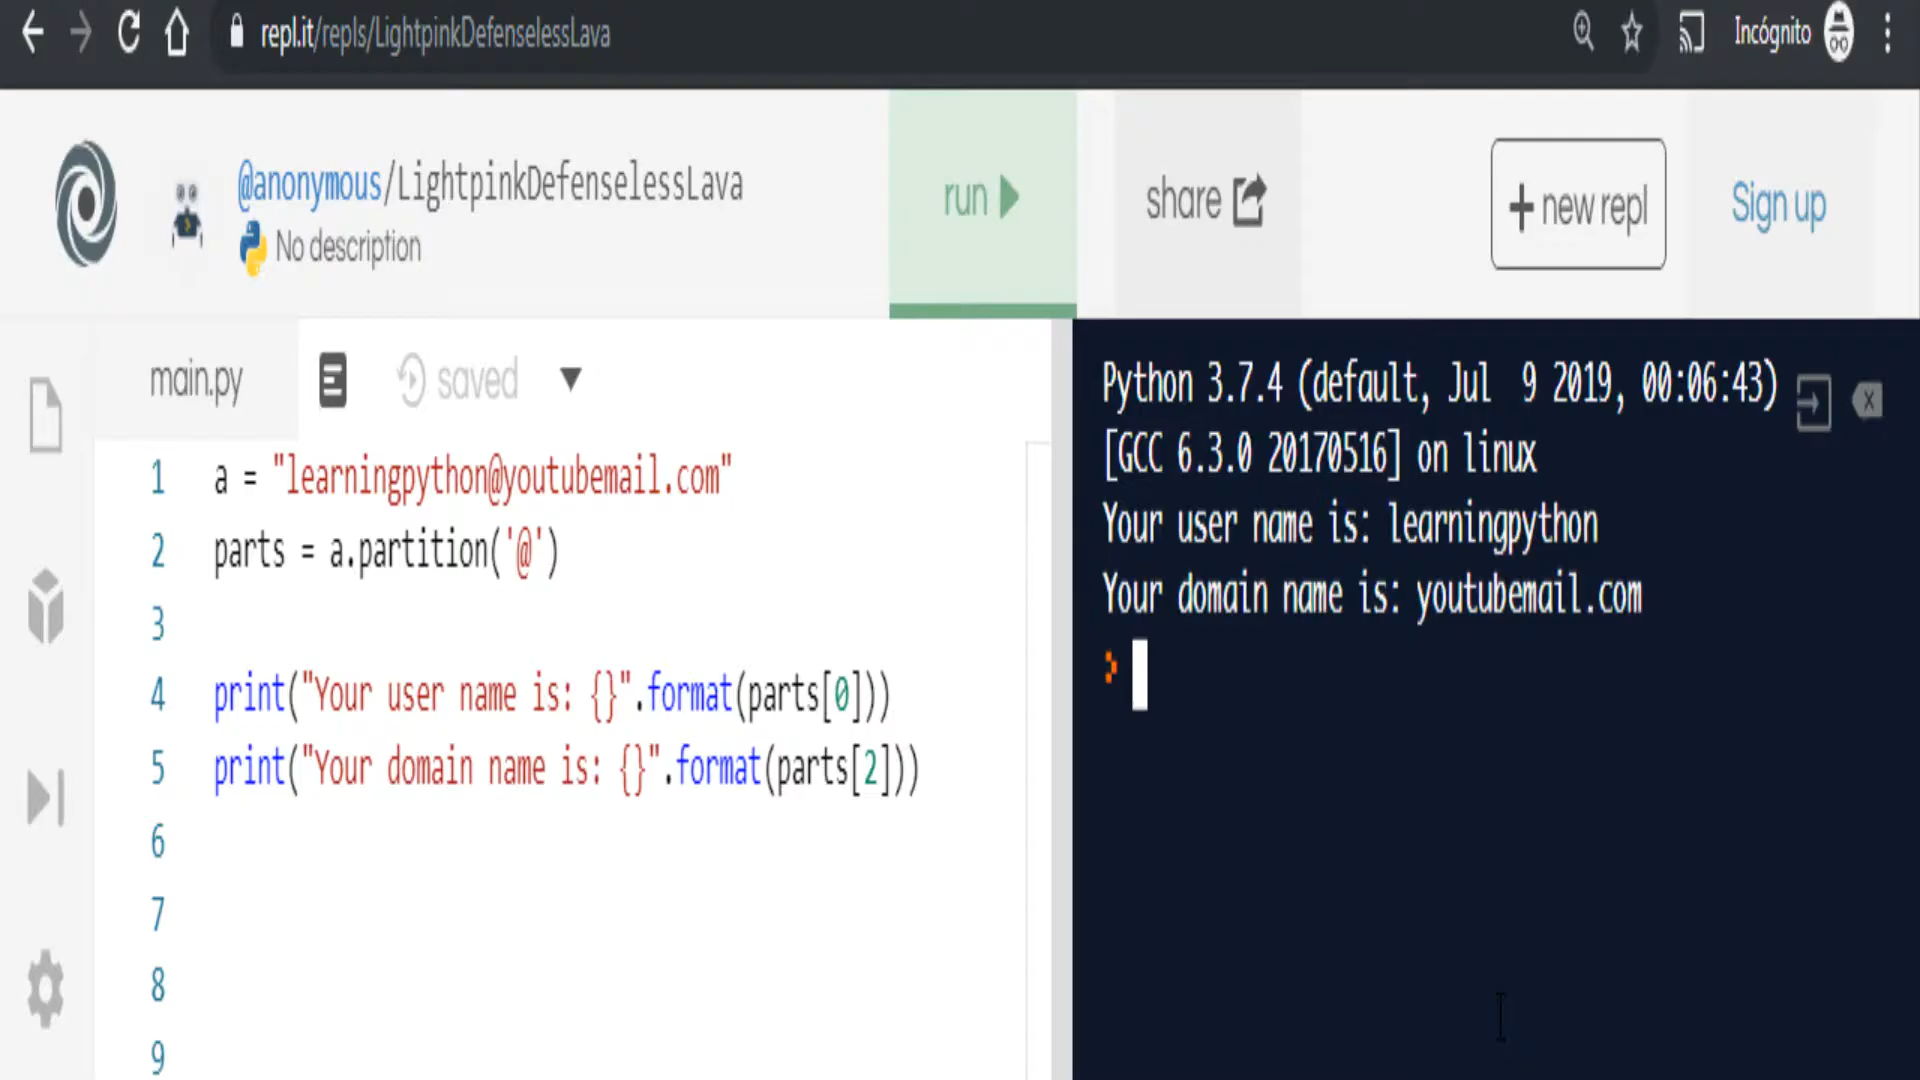 repl.it/repls/LightpinkDefenselessLava
Incógnito
@anonymous/LightpinkDefenselessLava
No description
run
share
+ new repl
Sign up
main.py
saved
1 a = "learningpython@youtubemail.com"
2 parts = a.partition('@')
3
4 print("Your user name is: {}".format(parts[0]))
5 print("Your domain name is: {}".format(parts[2]))
6
7
8
9
Python 3.7.4 (default, Jul  9 2019, 00:06:43)
[GCC 6.3.0 20170516] on linux
Your user name is: learningpython
Your domain name is: youtubemail.com
>